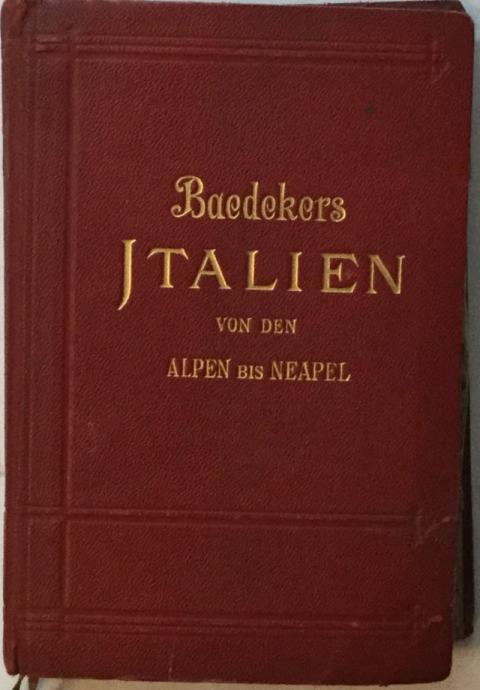 Baedekers
JTALIEN
VON DEN
ALPEN BIS NEAPEL